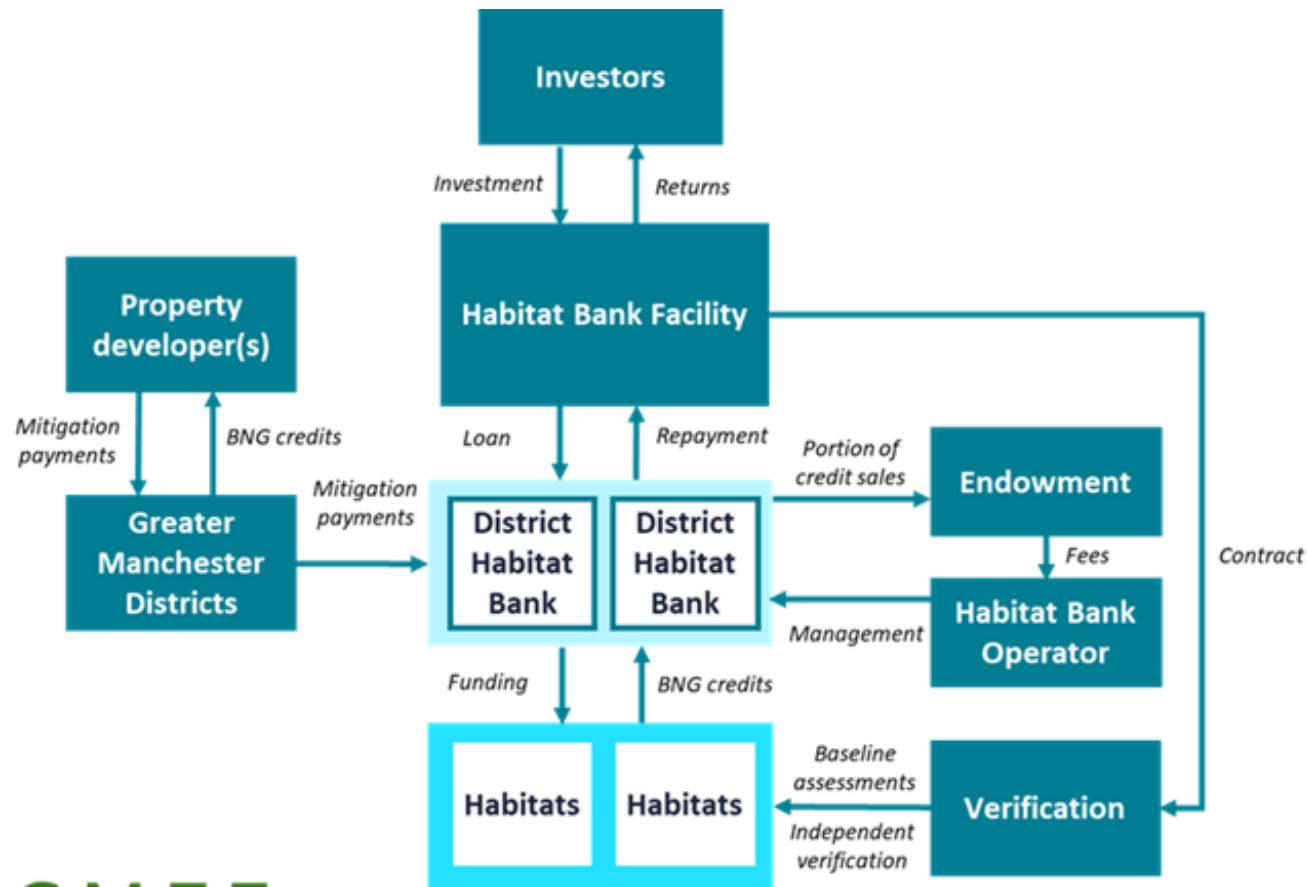 Investors
Investment
Returns
Habitat Bank Facility
Property
developer(s)
Mitigation
payments
BNG credits
Loan
Repayment
Portion of
credit sales
Endowment
Mitigation
payments
Greater
Manchester
Districts
District
Habitat
Bank
District
Habitat
Bank
Fees
Contract
Management
Habitat Bank
Operator
Funding
BNG credits
Habitats
Habitats
Baseline
assessments
Independent
verification
Verification